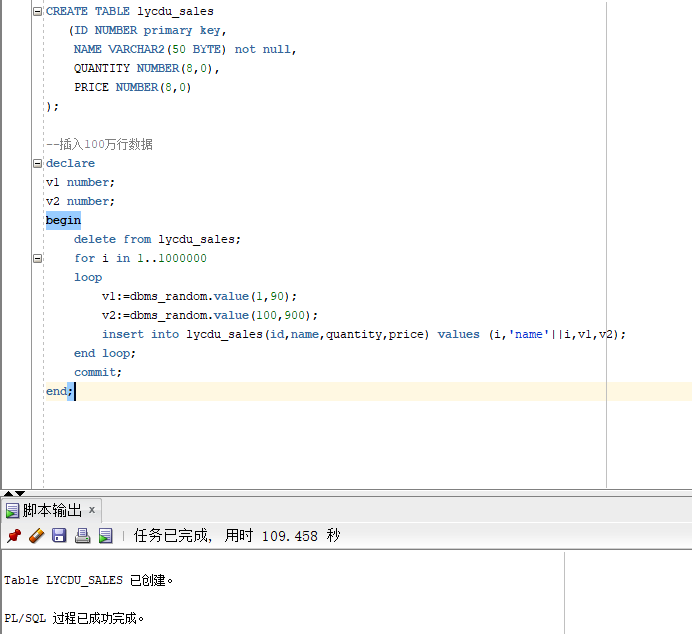 CREATE TABLE lycdu_sales
(ID NUMBER primary key,
NAME VARCHAR2(50 BYTE) not null,
QUANTITY NUMBER(8,0),
PRICE NUMBER(8,0)
);
--插入100万行数据
declare
v1 number;
v2 number;
begin
delete from lycdu_sales;
for i in 1..1000000
loop
v1:=dbms_random.value(1,90);
v2:=dbms_random.value(100,900);
insert into lycdu_sales(id,name,quantity,price) values (i,'name'||i,v1,v2);
end loop;
commit;
end;
脚本输出 x
任务已完成, 用时 109.458 秒
Table LYCDU_SALES 已创建。
PL/SQL 过程已成功完成。